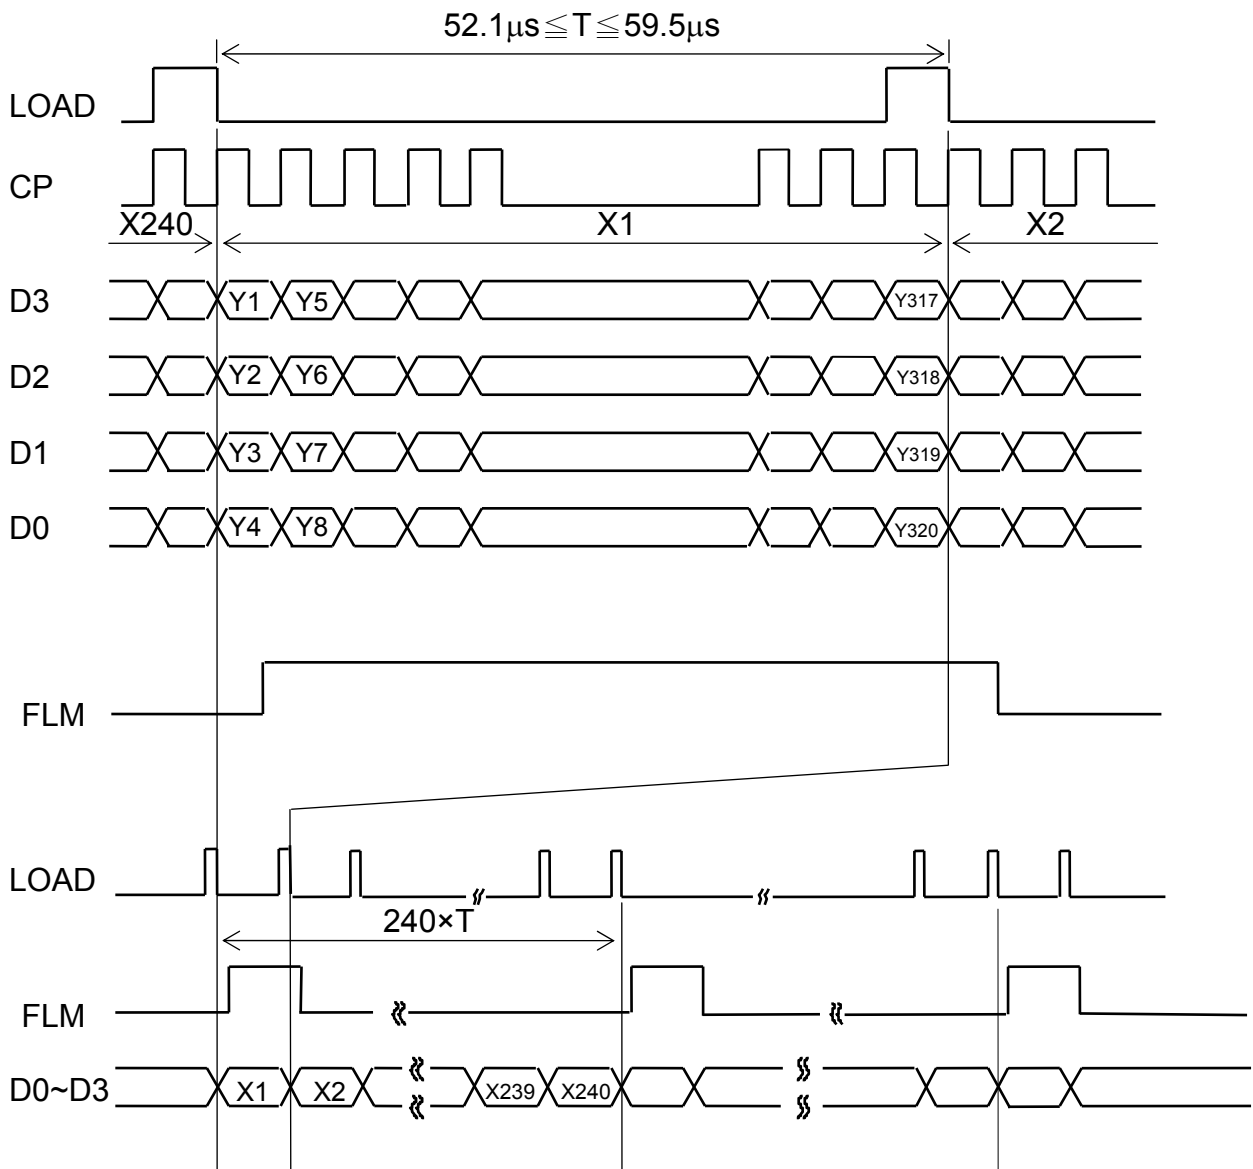 52.1μs≦T≦59.5μs
LOAD
CP
X240 X1 X2
D3 Y1 Y5 Y317
D2 Y2 Y6 Y318
D1 Y3 Y7 Y319
D0 Y4 Y8 Y320
FLM
LOAD
240×T
FLM
D0~D3 X1 X2 X239 X240